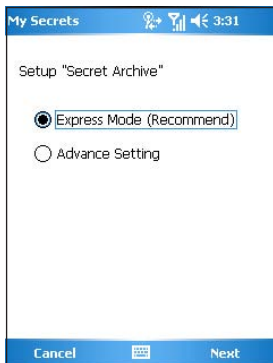 My Secrets 3:31
Setup "Secret Archive"
Express Mode (Recommend)
Advance Setting
Cancel Next